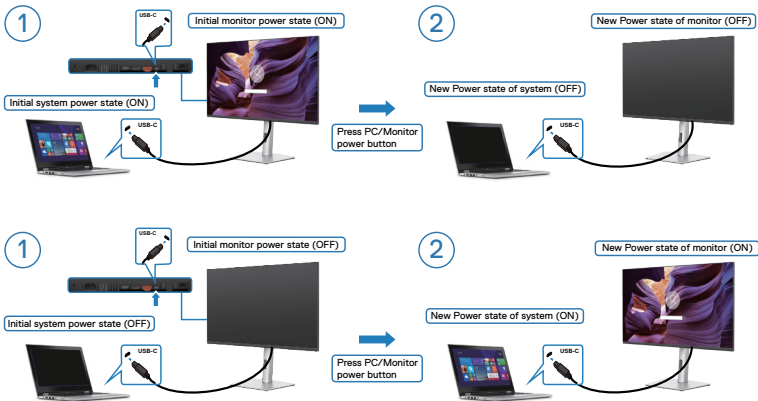 1
USB-C
Initial monitor power state (ON)
Initial system power state (ON)
USB-C
Press PC/Monitor
power button
2
New Power state of monitor (OFF)
New Power state of system (OFF)
USB-C
1
USB-C
Initial monitor power state (OFF)
Initial system power state (OFF)
USB-C
Press PC/Monitor
power button
2
New Power state of monitor (ON)
New Power state of system (ON)
USB-C